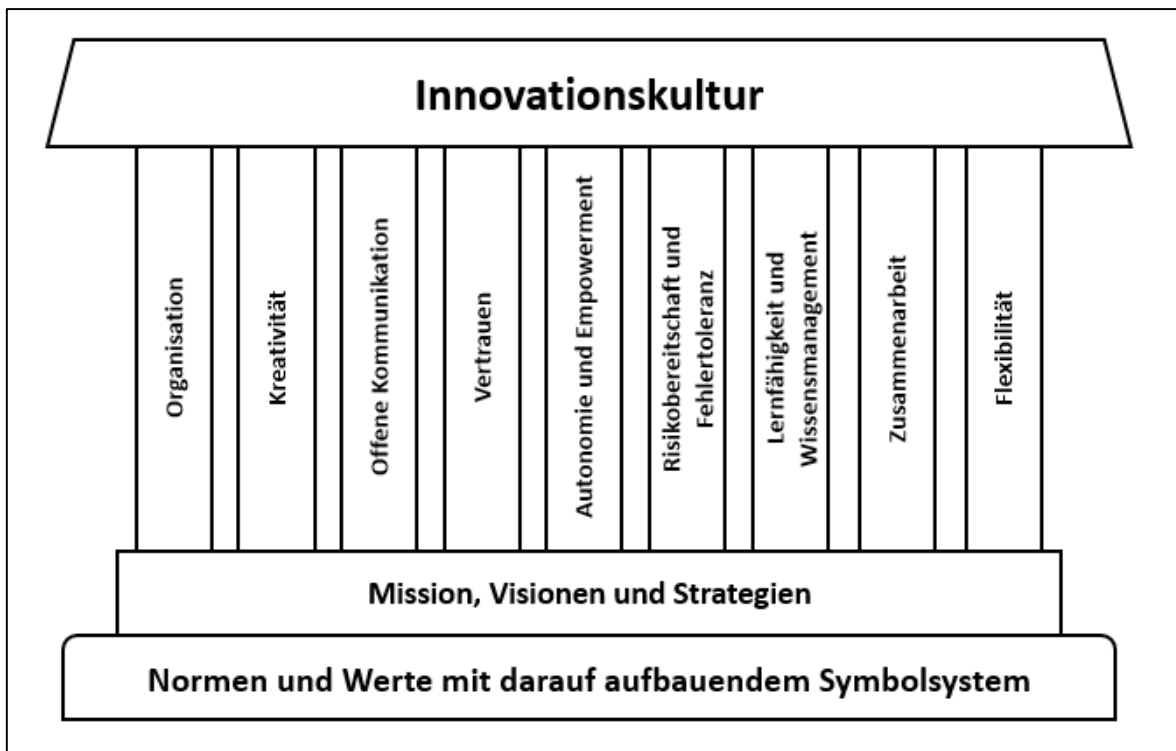 Innovationskultur
Organisation
Kreativität
Offene Kommunikation
Vertrauen
Autonomie und Empowerment
Risikobereitschaft und
Fehlertoleranz
Lernfähigkeit und
Wissensmanagement
Zusammenarbeit
Flexibilität
Mission, Visionen und Strategien
Normen und Werte mit darauf aufbauendem Symbolsystem